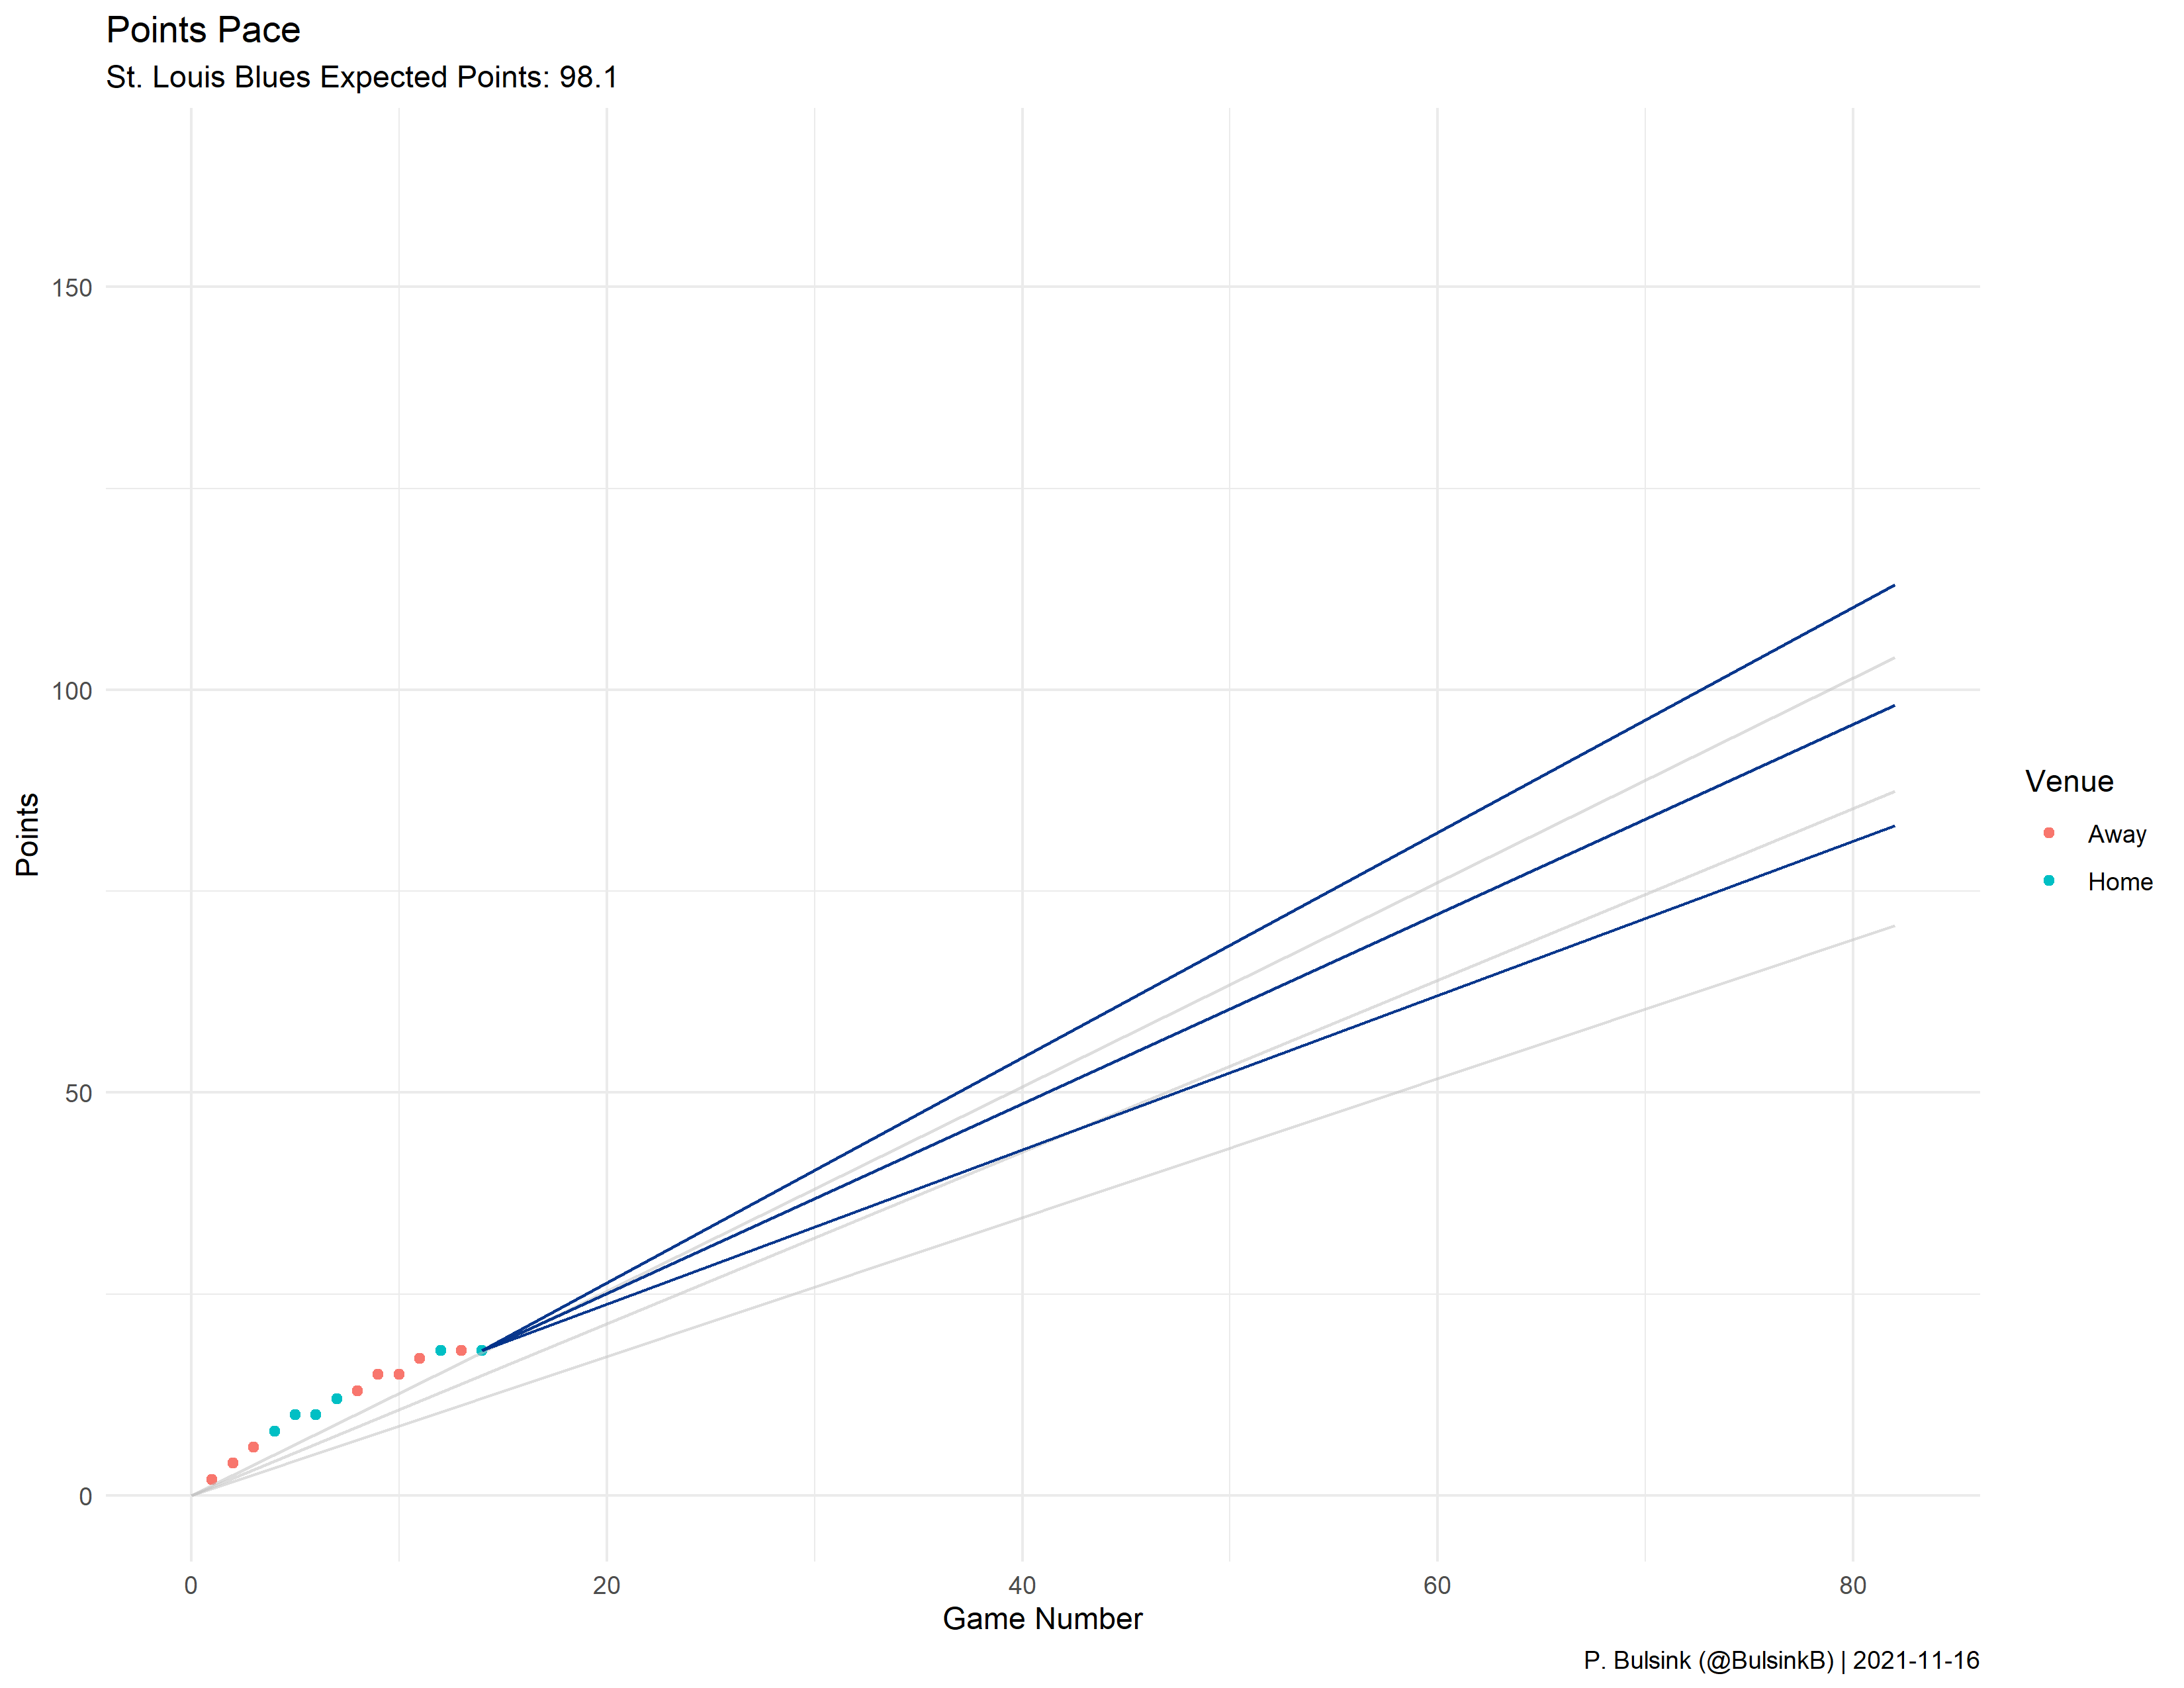 Points Pace
St. Louis Blues Expected Points: 98.1
150
100
50
0
Points
0 20 40 60 80
Game Number
Venue
Away
Home
P. Bulsink (@BulsinkB) | 2021-11-16